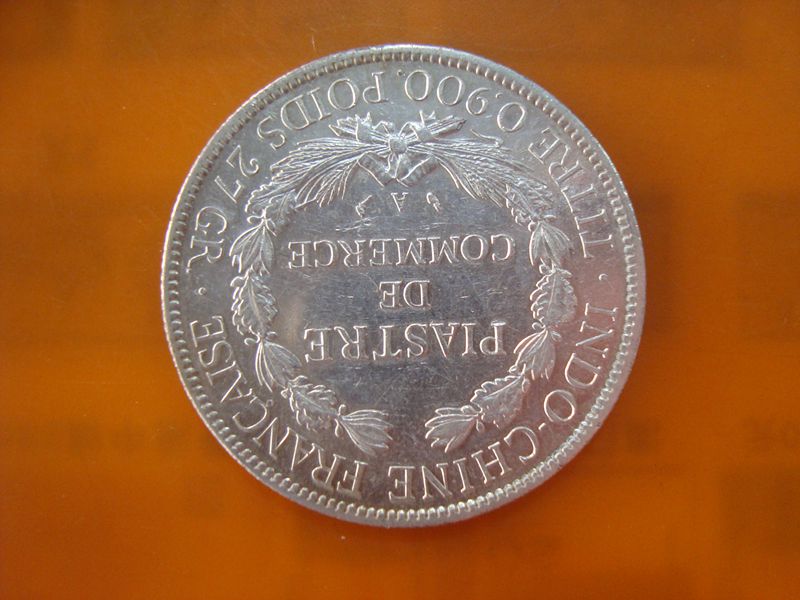 INDO-CHINE FRANÇAISE
PIASTRE
DE
COMMERCE
A
· TITRE 0,900. POIDS 27 GR ·